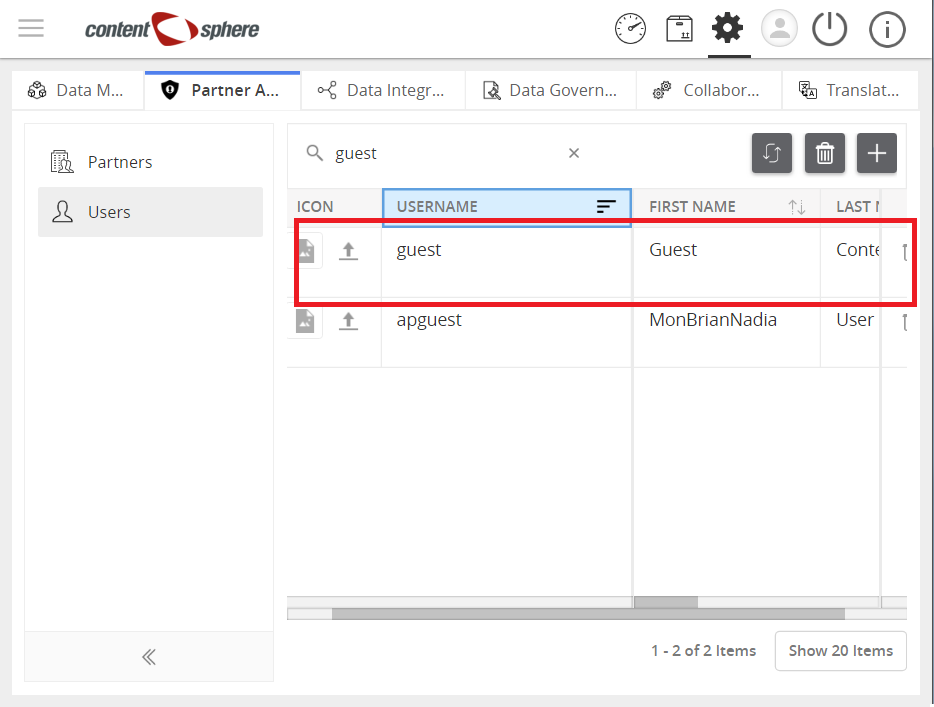 content sphere
Data M... Partner A... Data Integr... Data Govern... Collabor... Translat...
Partners
Users
guest
ICON USERNAME FIRST NAME LAST
guest Guest Conte
apguest MonBrianNadia User
1 - 2 of 2 Items Show 20 Items